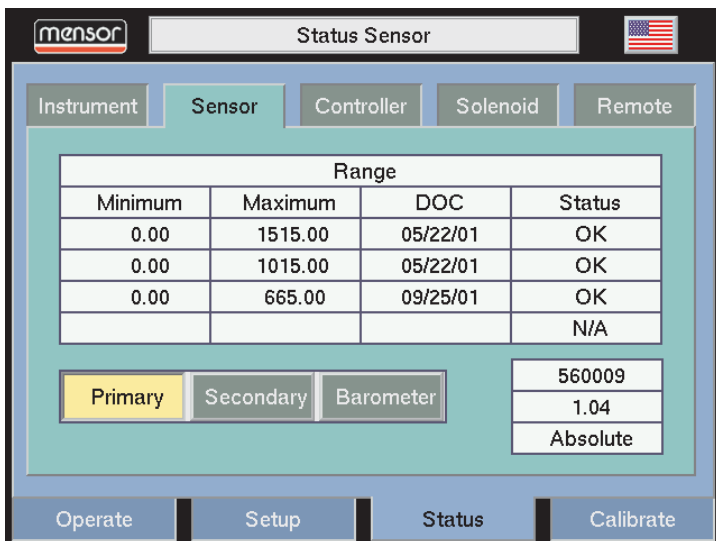 mensor Status Sensor
Instrument Sensor Controller Solenoid Remote
Range
Minimum Maximum DOC Status
0.00 1515.00 05/22/01 OK
0.00 1015.00 05/22/01 OK
0.00 665.00 09/25/01 OK
N/A
Primary Secondary Barometer
560009
1.04
Absolute
Operate Setup Status Calibrate